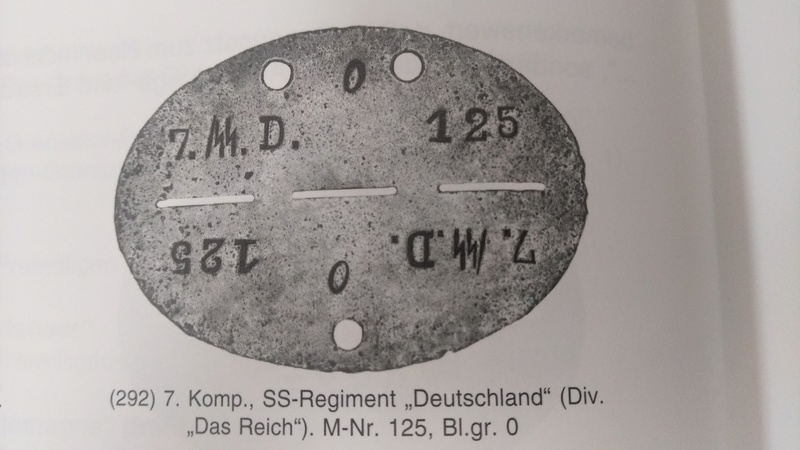 0
7. ᛋᛋ. D. 125
7. ᛋᛋ. D. 125
0
(292) 7. Komp., SS-Regiment „Deutschland“ (Div.
„Das Reich“). M-Nr. 125, Bl.gr. 0